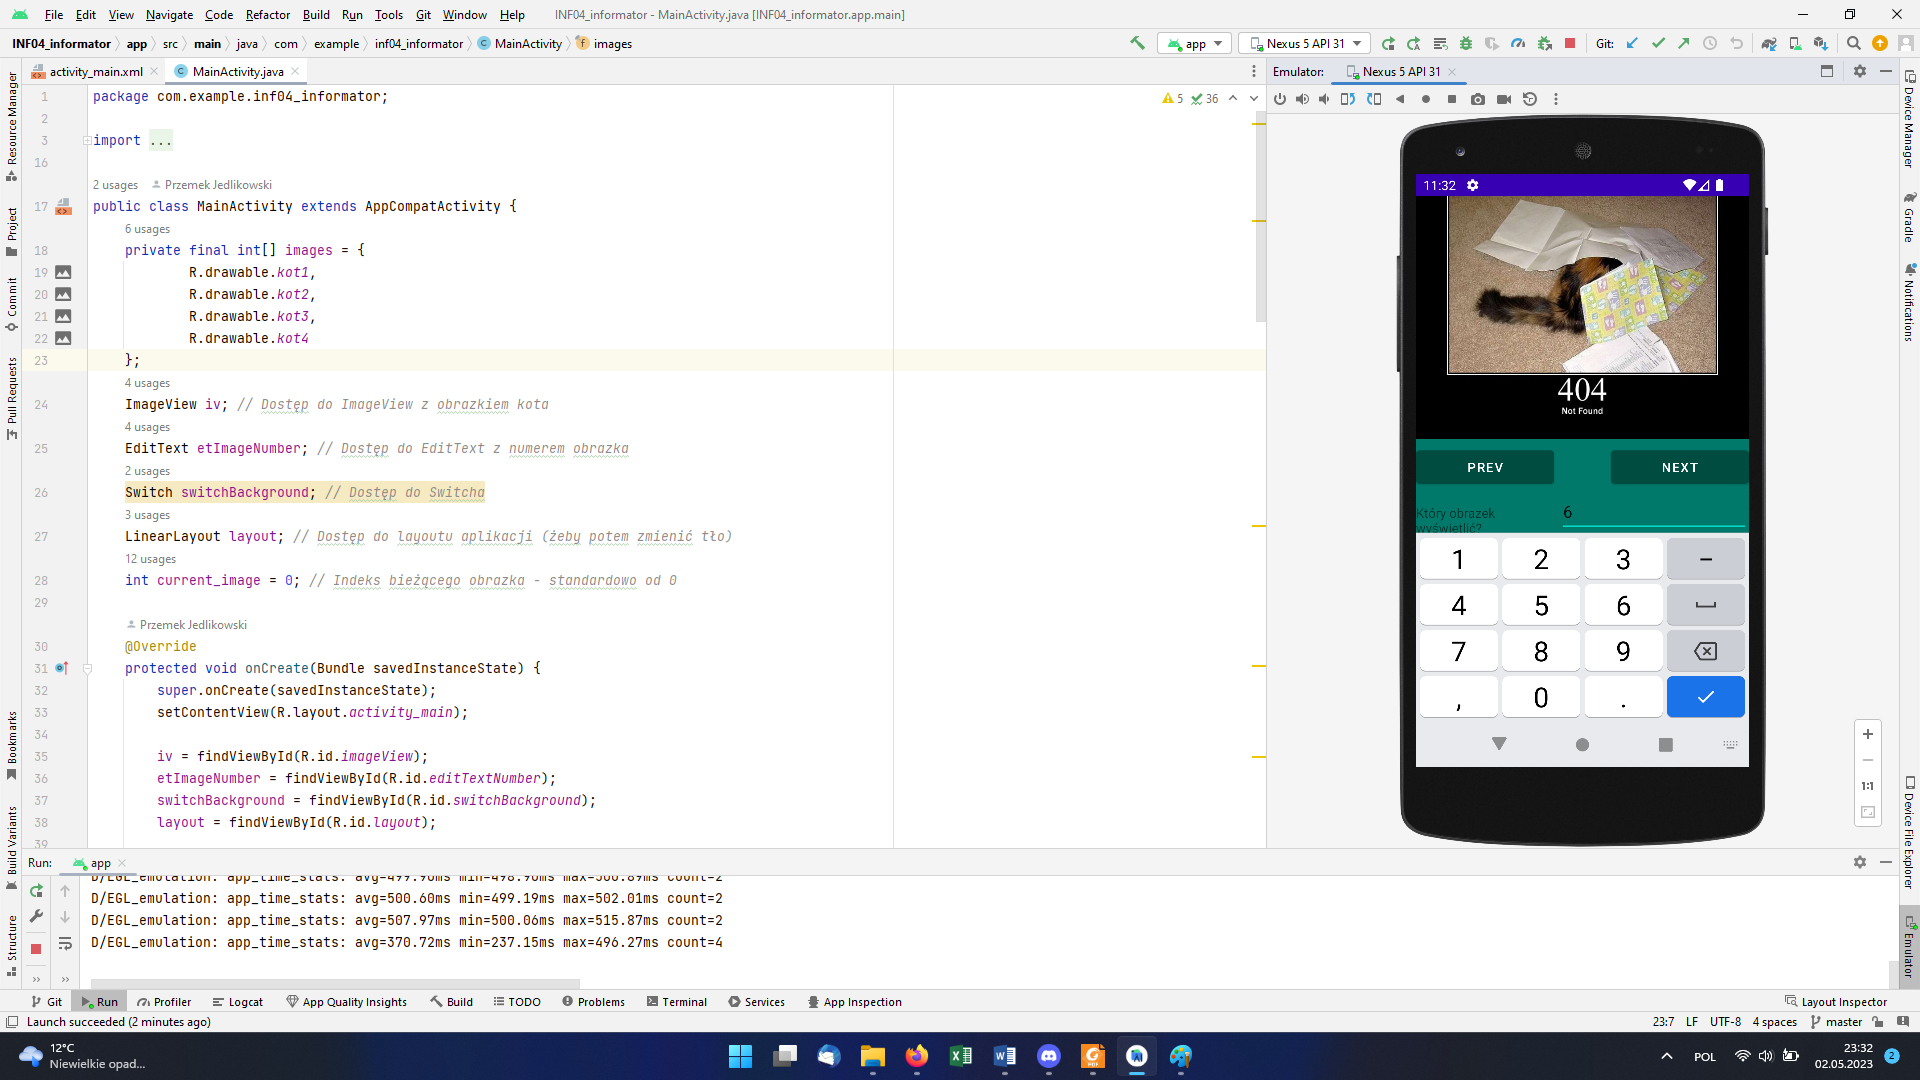 File Edit View Navigate Code Refactor Build Run Tools Git Window Help INF04_informator - MainActivity.java [INF04_informator.app.main]
INF04_informator app src main java com example inf04_informator MainActivity images app Nexus 5 API 31 Git:
activity_main.xml MainActivity.java
Emulator: Nexus 5 API 31
5 36
1 package com.example.inf04_informator;
2
3 import ...
16
2 usages Przemek Jedlikowski
17 public class MainActivity extends AppCompatActivity {
6 usages
18 private final int[] images = {
19 R.drawable.kot1,
20 R.drawable.kot2,
21 R.drawable.kot3,
22 R.drawable.kot4
23 };
4 usages
24 ImageView iv; // Dostęp do ImageView z obrazkiem kota
4 usages
25 EditText etImageNumber; // Dostęp do EditText z numerem obrazka
2 usages
26 Switch switchBackground; // Dostęp do Switcha
3 usages
27 LinearLayout layout; // Dostęp do layoutu aplikacji (żeby potem zmienić tło)
12 usages
28 int current_image = 0; // Indeks bieżącego obrazka - standardowo od 0
29
Przemek Jedlikowski
30 @Override
31 protected void onCreate(Bundle savedInstanceState) {
32 super.onCreate(savedInstanceState);
33 setContentView(R.layout.activity_main);
34
35 iv = findViewById(R.id.imageView);
36 etImageNumber = findViewById(R.id.editTextNumber);
37 switchBackground = findViewById(R.id.switchBackground);
38 layout = findViewById(R.id.layout);
39
11:32
404
Not Found
PREV NEXT
Który obrazek
wyświetlić?
6
1 2 3 –
4 5 6
7 8 9
, 0 .
1:1
Resource Manager
Project
Commit
Pull Requests
Bookmarks
Build Variants
Structure
Device Manager
Gradle
Notifications
Device File Explorer
Emulator
Run: app
D/EGL_emulation: app_time_stats: avg=499.90ms min=498.90ms max=500.89ms count=2
D/EGL_emulation: app_time_stats: avg=500.60ms min=499.19ms max=502.01ms count=2
D/EGL_emulation: app_time_stats: avg=507.97ms min=500.06ms max=515.87ms count=2
D/EGL_emulation: app_time_stats: avg=370.72ms min=237.15ms max=496.27ms count=4
Git Run Profiler Logcat App Quality Insights Build TODO Problems Terminal Services App Inspection Layout Inspector
Launch succeeded (2 minutes ago) 23:7 LF UTF-8 4 spaces master
12°C
Niewielkie opad...
POL
23:32
02.05.2023
2